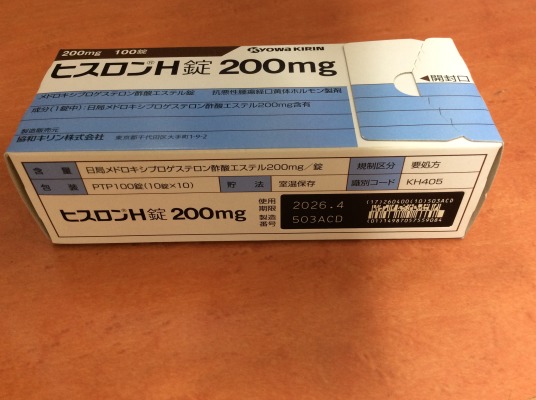 200mg 100錠
KYOWA KIRIN
ヒスロン®H錠 200mg
◀開封口
メドロキシプロゲステロン酢酸エステル錠 抗悪性腫瘍経口黄体ホルモン製剤
成分(1錠中):日局メドロキシプロゲステロン酢酸エステル200mg含有
製造販売元
協和キリン株式会社 東京都千代田区大手町1-9-2
含量 日局メドロキシプロゲステロン酢酸エステル200mg/錠 規制区分 要処方
包装 PTP100錠(10錠×10) 貯法 室温保存 識別コード KH405
ヒスロンH錠 200mg
使用期限 2026.4
製造番号 503ACD
(17)260400(10)503ACD
(01)14987057559084